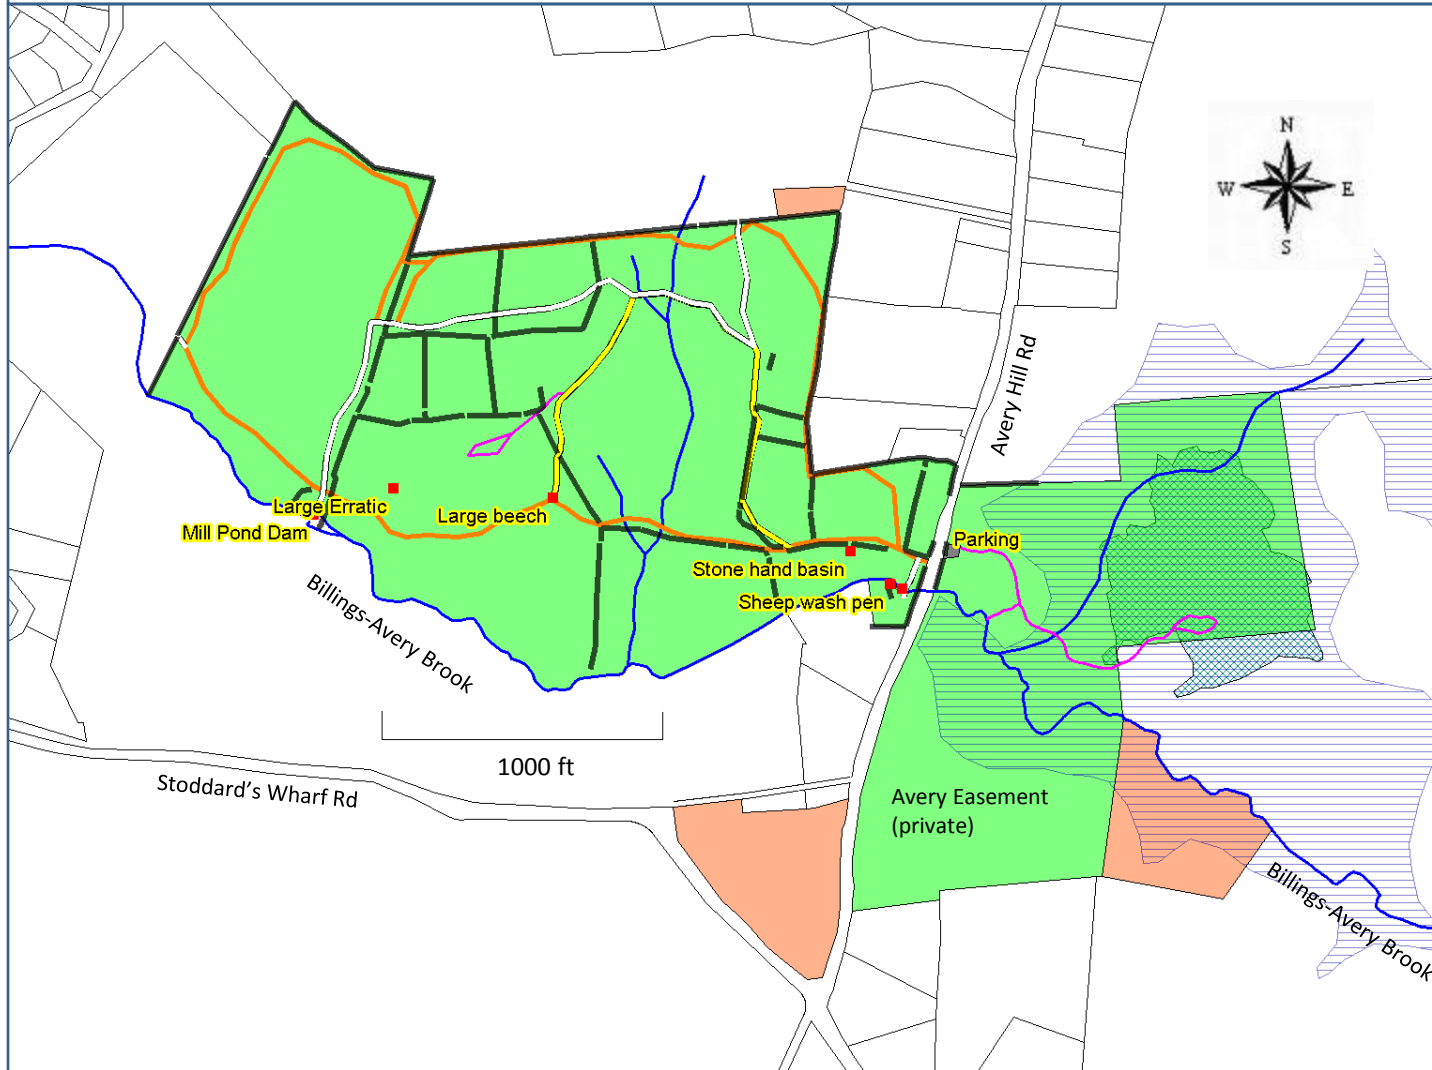 N
W E
S
Avery Hill Rd
Large Erratic
Mill Pond Dam
Large beech
Parking
Stone hand basin
Sheep wash pen
Billings-Avery Brook
1000 ft
Stoddard's Wharf Rd
Avery Easement
(private)
Billings-Avery Brook